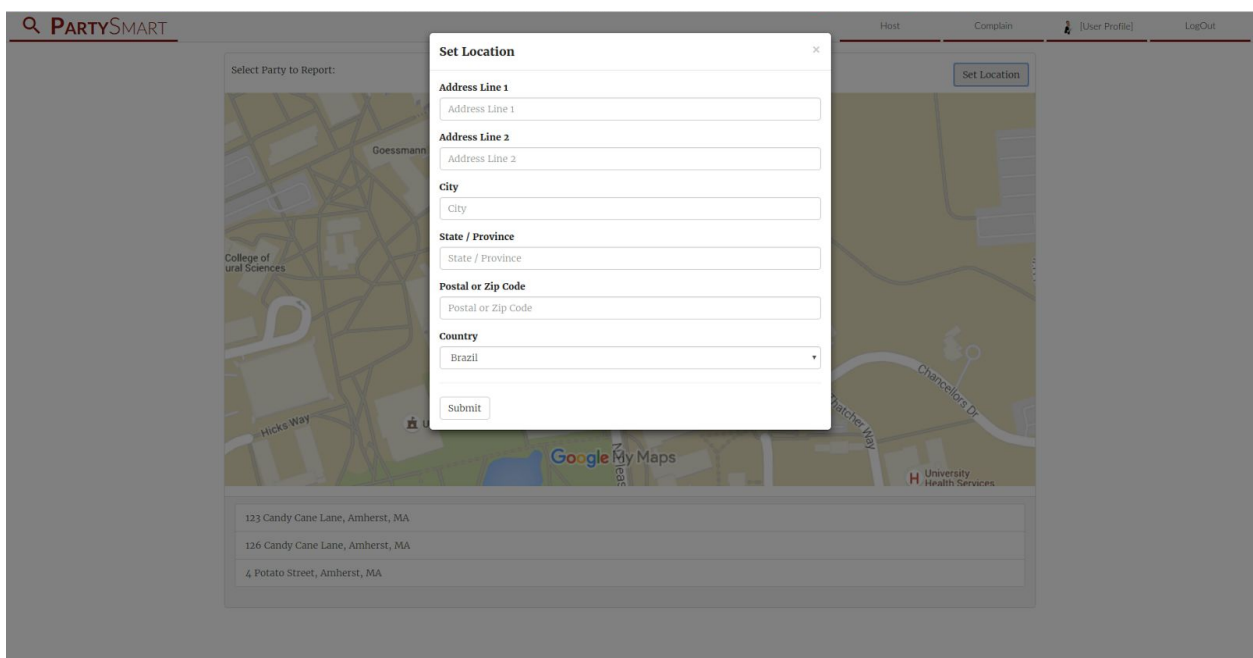 PARTYSMART
Host
Complain
[User Profile]
LogOut
Select Party to Report:
Set Location
Set Location
×
Address Line 1
Address Line 1
Address Line 2
Address Line 2
City
City
State / Province
State / Province
Postal or Zip Code
Postal or Zip Code
Country
Brazil
Submit
Goessmann
College of
ural Sciences
Hicks Way
U
Chancellors Dr
Thatcher Way
Google My Maps
H University
Health Services
123 Candy Cane Lane, Amherst, MA
126 Candy Cane Lane, Amherst, MA
4 Potato Street, Amherst, MA